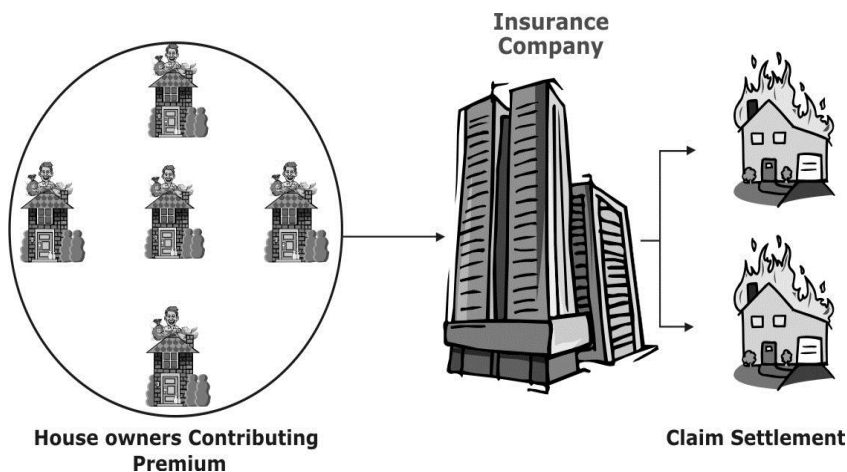 Insurance
Company
House owners Contributing
Premium
Claim Settlement